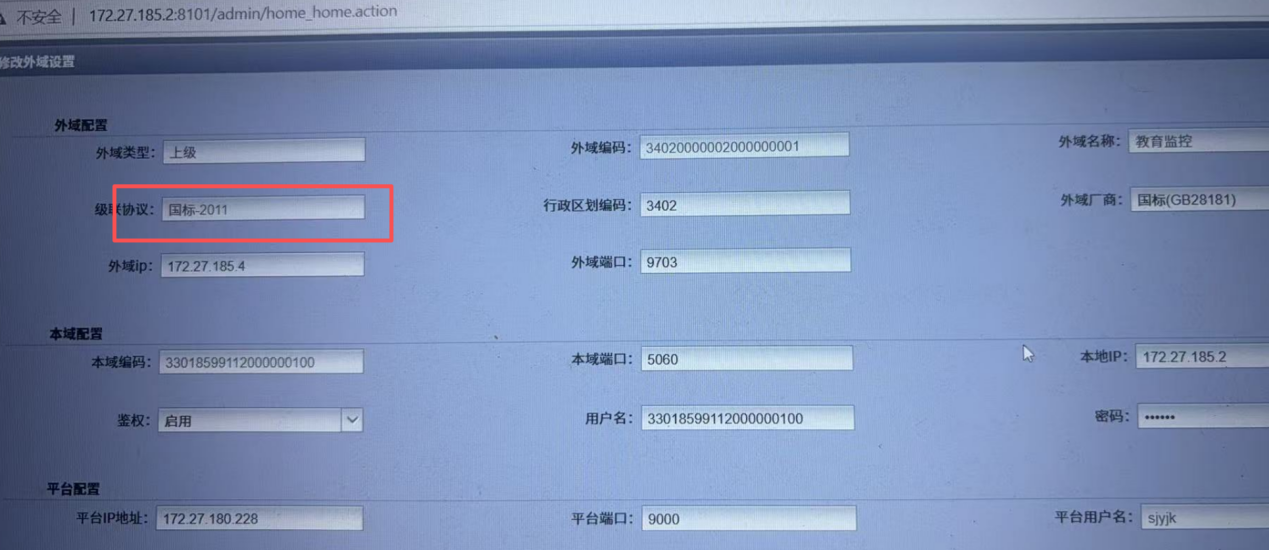 不安全 | 172.27.185.2:8101/admin/home_home.action
修改外域设置
外域配置
外域类型: 上级 外域编码: 34020000002000000001 外域名称: 教育监控
级联协议: 国标-2011 行政区划编码: 3402 外域厂商: 国标(GB28181)
外域ip: 172.27.185.4 外域端口: 9703
本域配置
本域编码: 33018599112000000100 本域端口: 5060 本地IP: 172.27.185.2
鉴权: 启用 用户名: 33018599112000000100 密码: ••••••
平台配置
平台IP地址: 172.27.180.228 平台端口: 9000 平台用户名: sjyjk